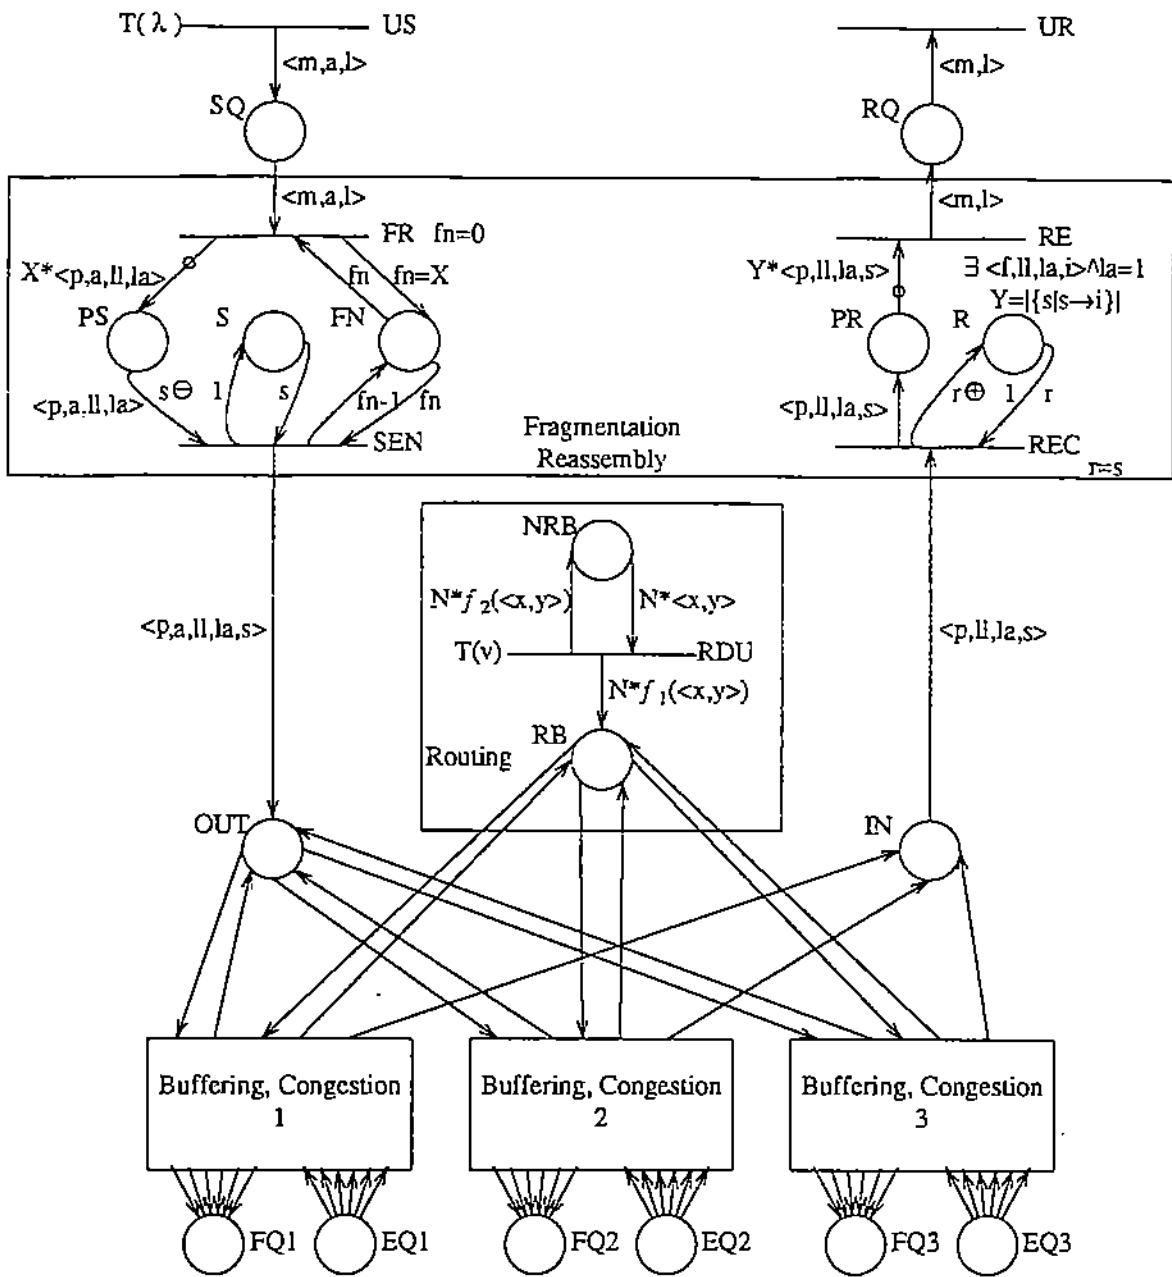 T(λ) US UR
<m,a,l> <m,l>
SQ RQ
<m,a,l> <m,l>
FR fn=0 RE
X*<p,a,ll,la> fn fn=X Y*<p,ll,la,s> ∃ <f,ll,la,i>^la=1
Y=|{s|s→i}|
PS S FN PR R
<p,a,ll,la> s⊖ 1 s fn-1 fn <p,ll,la,s> r⊕ 1 r
SEN REC
Fragmentation
Reassembly
r=s
NRB
N*f₂(<x,y>) N*<x,y>
<p,a,ll,la,s> <p,ll,la,s>
T(v) RDU
N*f₁(<x,y>)
RB
Routing
OUT IN
Buffering, Congestion
1
Buffering, Congestion
2
Buffering, Congestion
3
FQ1 EQ1 FQ2 EQ2 FQ3 EQ3